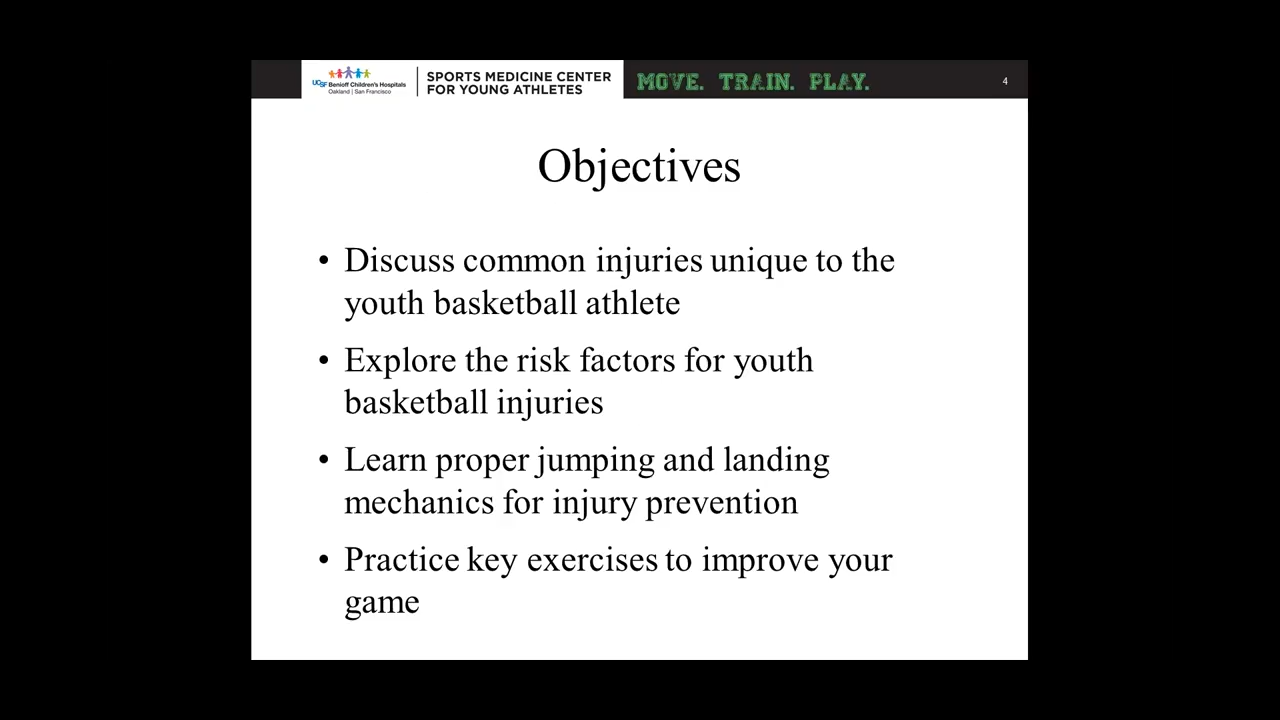 UCSF Benioff Children's Hospitals
Oakland | San Francisco
SPORTS MEDICINE CENTER
FOR YOUNG ATHLETES
MOVE. TRAIN. PLAY.
4
Objectives
• Discuss common injuries unique to the
youth basketball athlete
• Explore the risk factors for youth
basketball injuries
• Learn proper jumping and landing
mechanics for injury prevention
• Practice key exercises to improve your
game